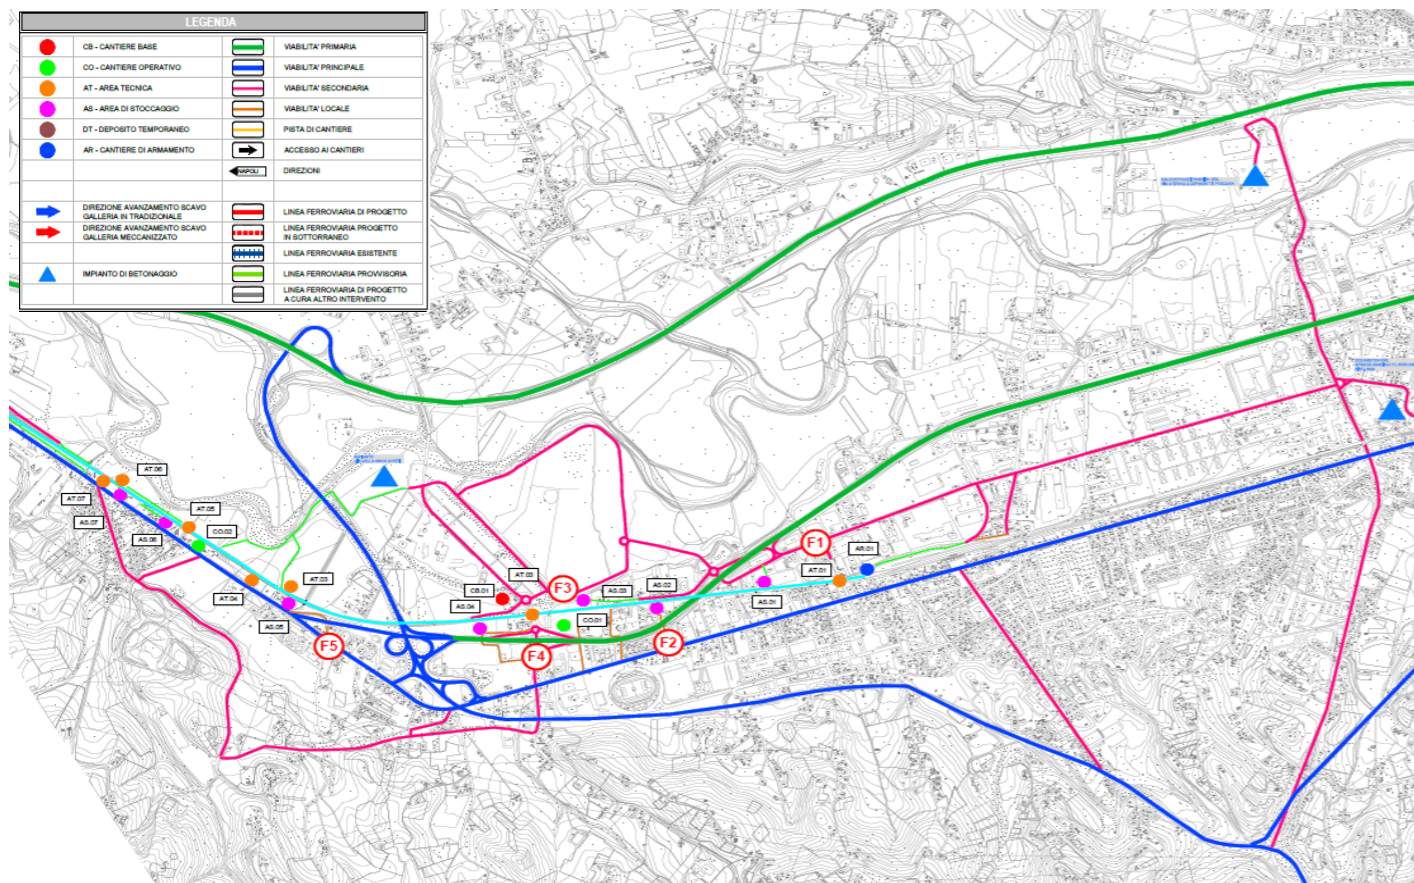 LEGENDA
CB - CANTIERE BASE
VIABILITA' PRIMARIA
CO - CANTIERE OPERATIVO
VIABILITA' PRINCIPALE
AT - AREA TECNICA
VIABILITA' SECONDARIA
AS - AREA DI STOCCAGGIO
VIABILITA' LOCALE
DT - DEPOSITO TEMPORANEO
PISTA DI CANTIERE
AR - CANTIERE DI ARMAMENTO
ACCESSO AI CANTIERI
NAPOLI
DIREZIONI
DIREZIONE AVANZAMENTO SCAVO
GALLERIA IN TRADIZIONALE
LINEA FERROVIARIA DI PROGETTO
DIREZIONE AVANZAMENTO SCAVO
GALLERIA MECCANIZZATO
LINEA FERROVIARIA PROGETTO
IN SOTTORRANEO
LINEA FERROVIARIA ESISTENTE
IMPIANTO DI BETONAGGIO
LINEA FERROVIARIA PROVVISORIA
LINEA FERROVIARIA DI PROGETTO
A CURA ALTRO INTERVENTO
AT.06
AT.07
AS.07
AT.05
AS.06
CO.02
AT.04
AT.03
AS.05
F5
CB.01
AT.03
AS.04
F3
AS.03
AS.02
CO.01
F4
F2
F1
AR.01
AT.01
AS.01